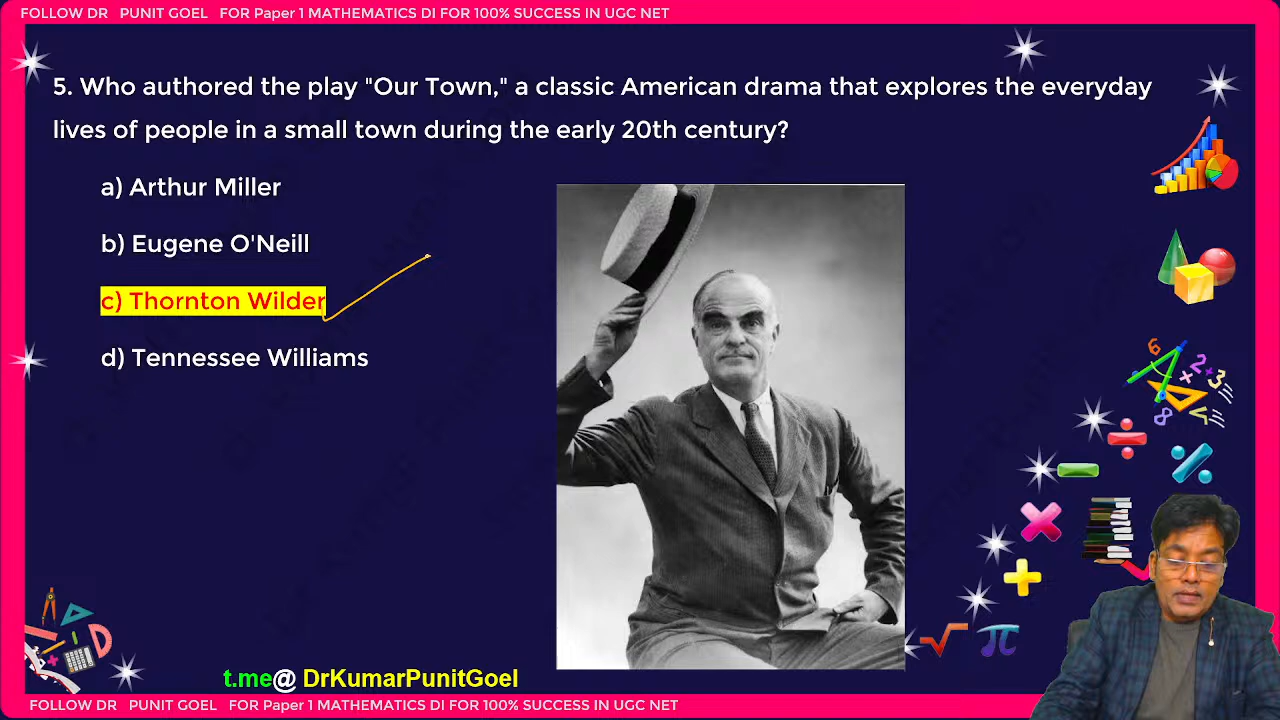 FOLLOW DR PUNIT GOEL FOR Paper 1 MATHEMATICS DI FOR 100% SUCCESS IN UGC NET
5. Who authored the play "Our Town," a classic American drama that explores the everyday
lives of people in a small town during the early 20th century?
a) Arthur Miller
b) Eugene O'Neill
c) Thornton Wilder
d) Tennessee Williams
t.me@ DrKumarPunitGoel
FOLLOW DR PUNIT GOEL FOR Paper 1 MATHEMATICS DI FOR 100% SUCCESS IN UGC NET